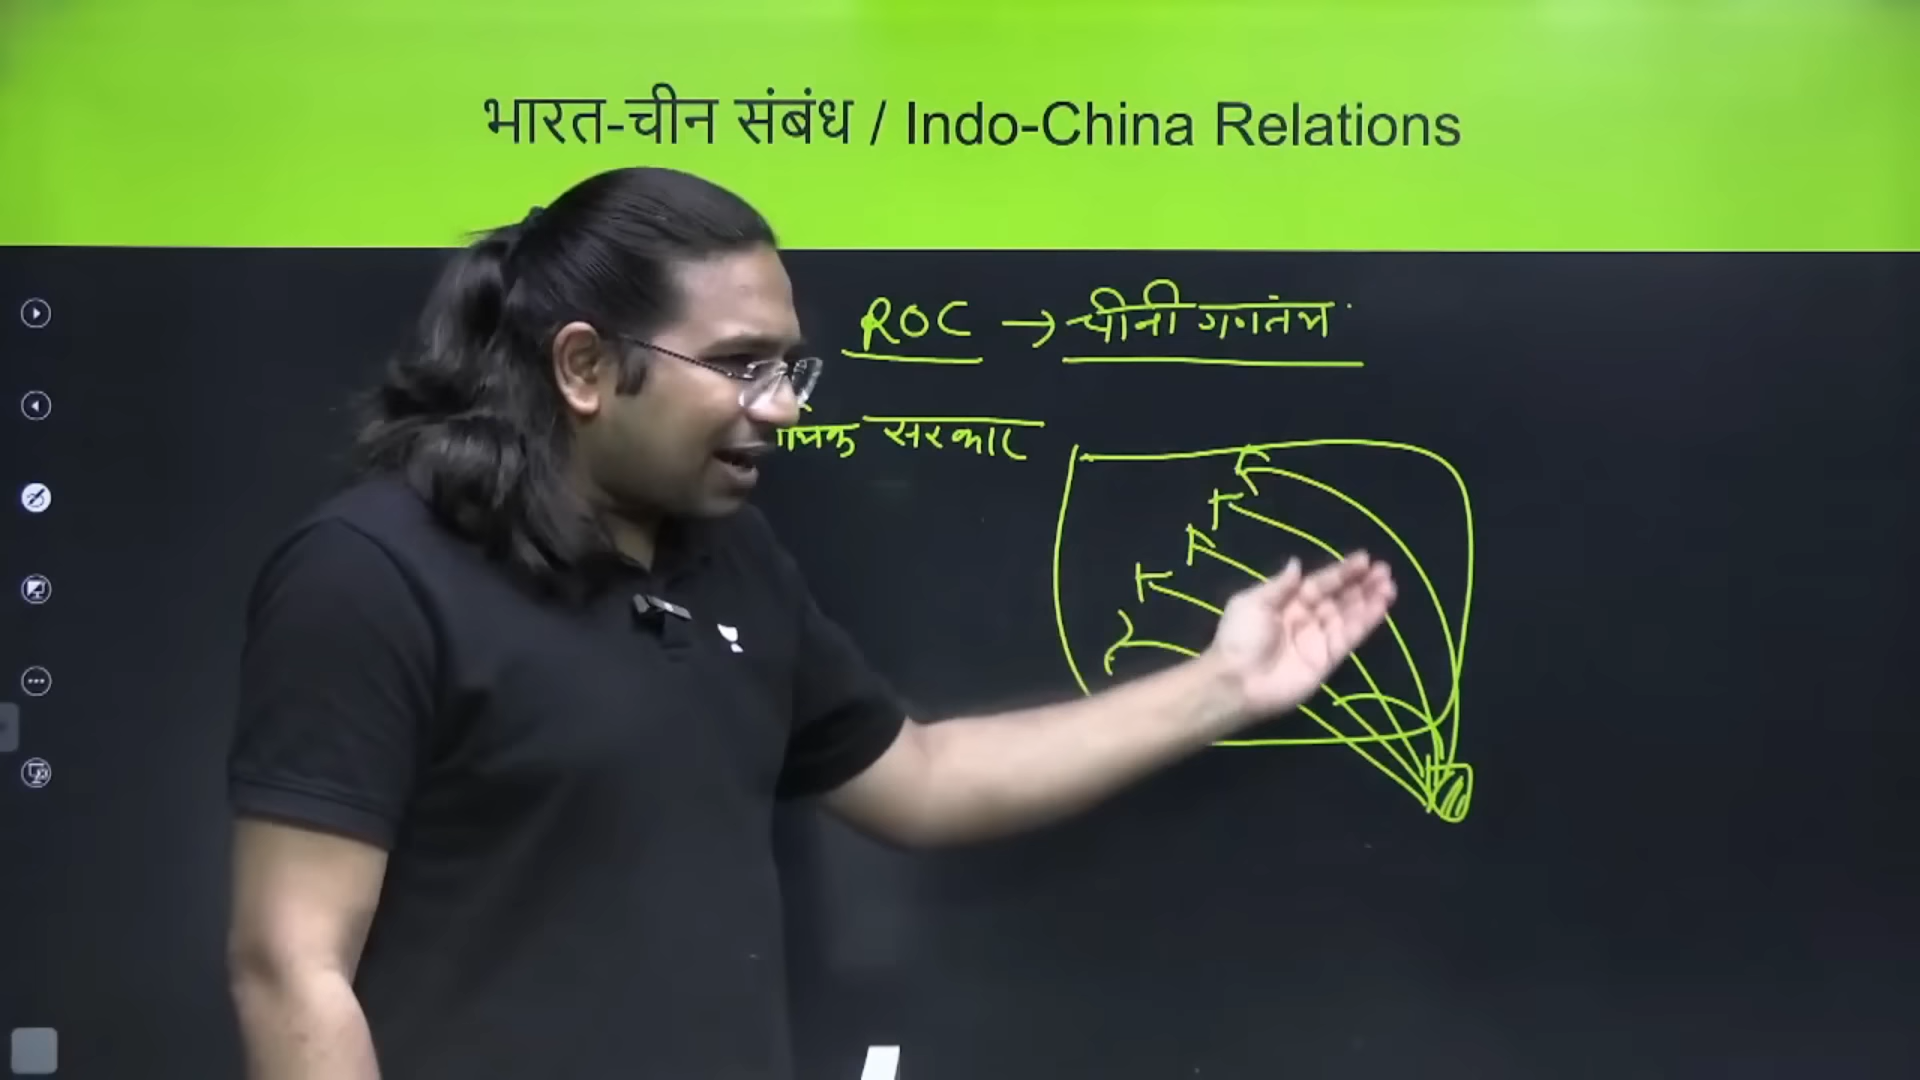 भारत-चीन संबंध / Indo-China Relations
ROC → चीनी गणतंत्र
सरकार